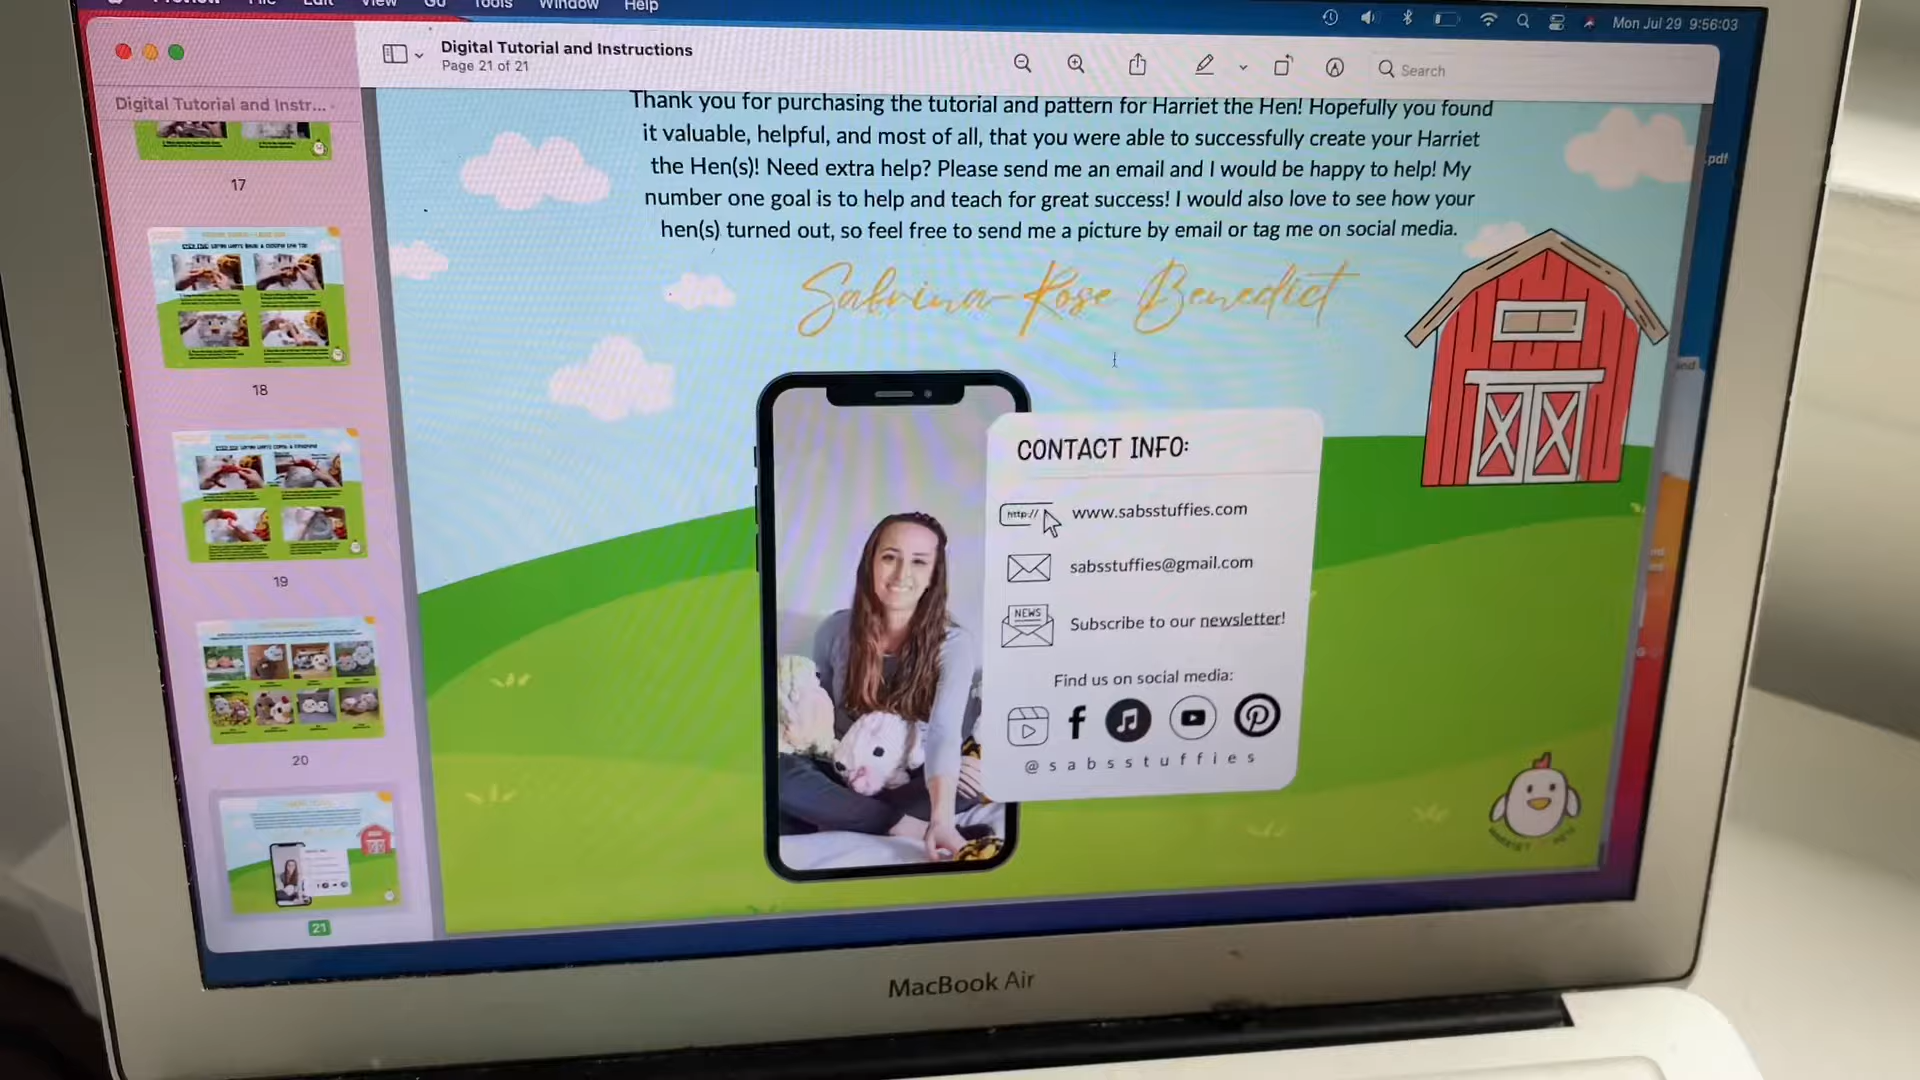 Preview File Edit View Go Tools Window Help
Mon Jul 29 9:56:03
Digital Tutorial and Instructions
Page 21 of 21
Search
Digital Tutorial and Instr...
17
18
19
20
21
.pdf
Thank you for purchasing the tutorial and pattern for Harriet the Hen! Hopefully you found
it valuable, helpful, and most of all, that you were able to successfully create your Harriet
the Hen(s)! Need extra help? Please send me an email and I would be happy to help! My
number one goal is to help and teach for great success! I would also love to see how your
hen(s) turned out, so feel free to send me a picture by email or tag me on social media.
Sabrina-Rose Benedict
CONTACT INFO:
http://
www.sabsstuffies.com
sabsstuffies@gmail.com
NEWS
Subscribe to our newsletter!
Find us on social media:
@sabsstuffies
MacBook Air